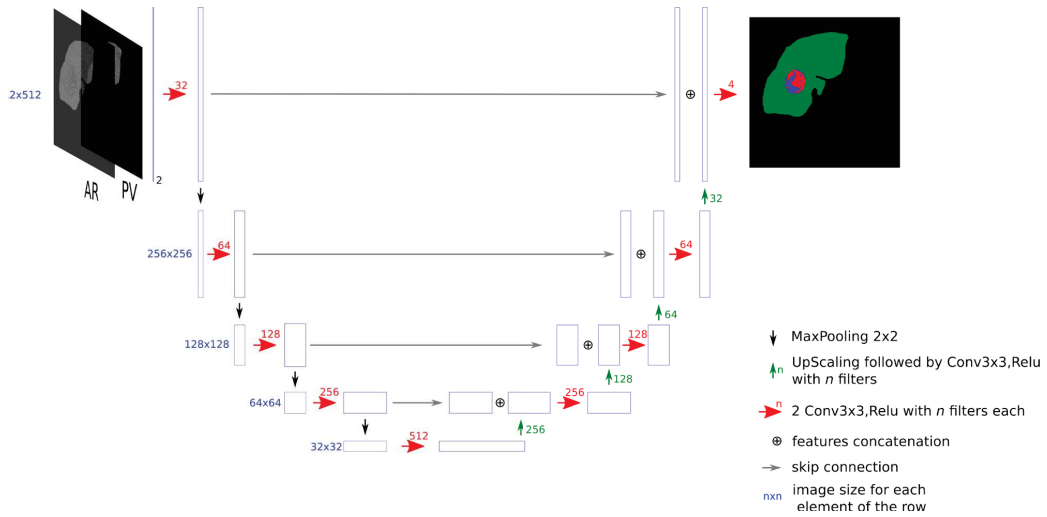 32
4
2x512
2
AR PV
32
256x256
64
64
64
128x128
128
128
128
64x64
256
256
256
32x32
512
MaxPooling 2x2
n UpScaling followed by Conv3x3,Relu
with n filters
n 2 Conv3x3,Relu with n filters each
⊕ features concatenation
skip connection
nxn image size for each
element of the row